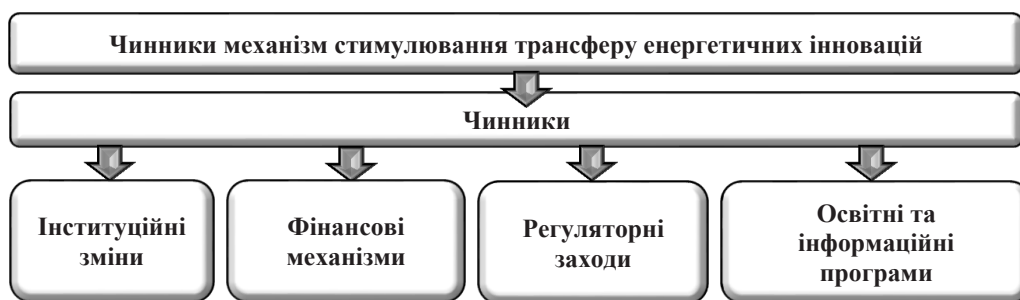 Чинники механізм стимулювання трансферу енергетичних інновацій
Чинники
Інституційні
зміни
Фінансові
механізми
Регуляторні
заходи
Освітні та
інформаційні
програми